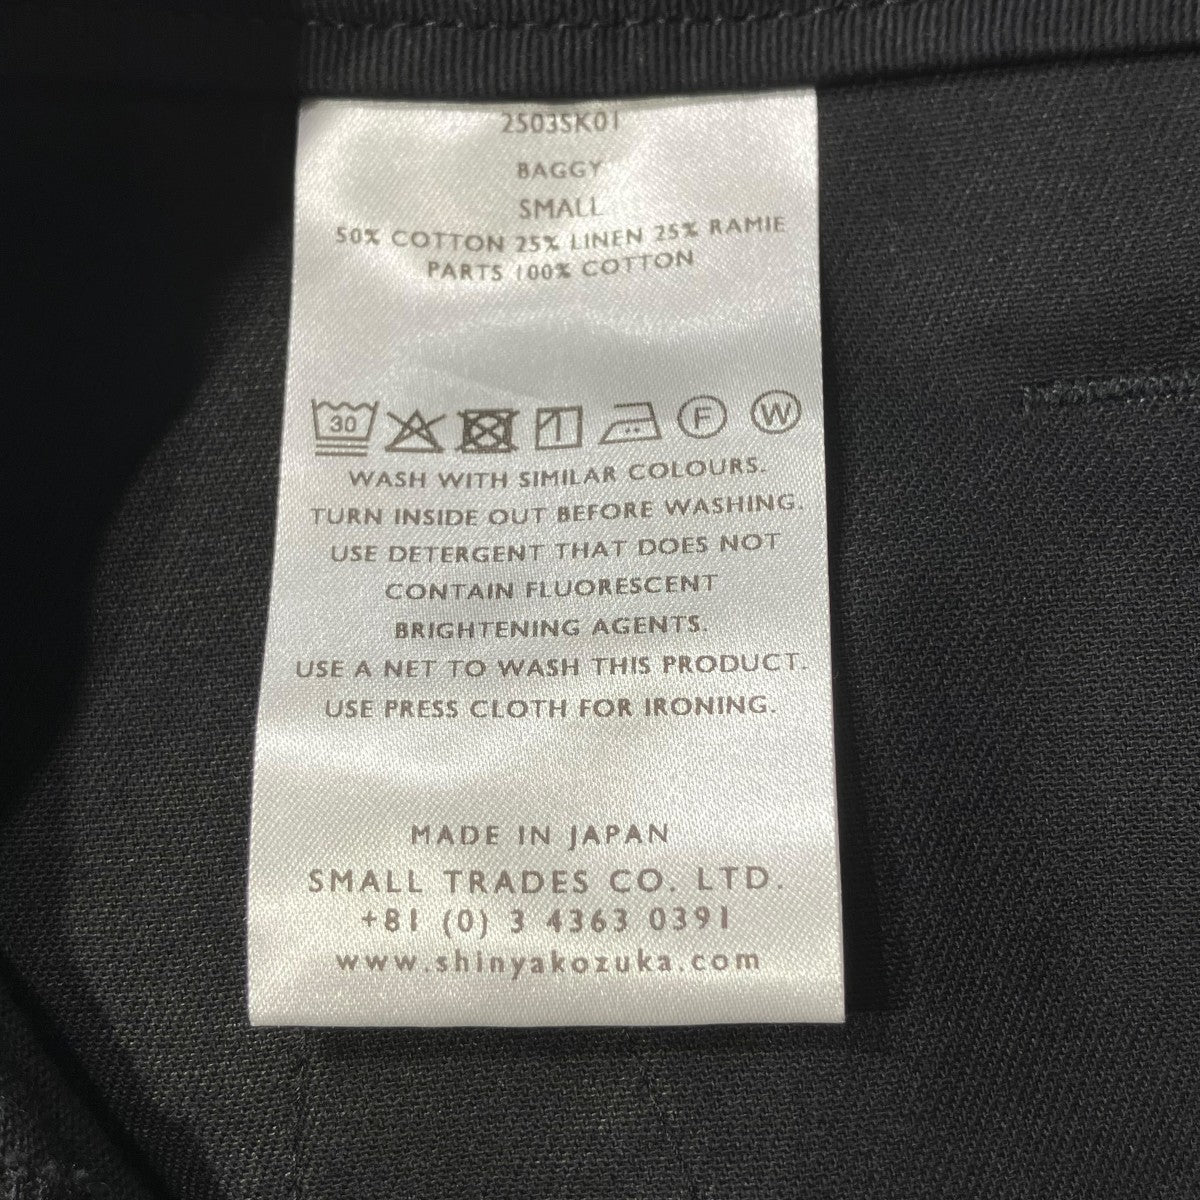 2503SK01
BAGGY
SMALL
50% COTTON 25% LINEN 25% RAMIE
PARTS 100% COTTON
30 F W
WASH WITH SIMILAR COLOURS.
TURN INSIDE OUT BEFORE WASHING.
USE DETERGENT THAT DOES NOT
CONTAIN FLUORESCENT
BRIGHTENING AGENTS.
USE A NET TO WASH THIS PRODUCT.
USE PRESS CLOTH FOR IRONING.
MADE IN JAPAN
SMALL TRADES CO. LTD.
+81 (0) 3 4363 0391
www.shinyakozuka.com